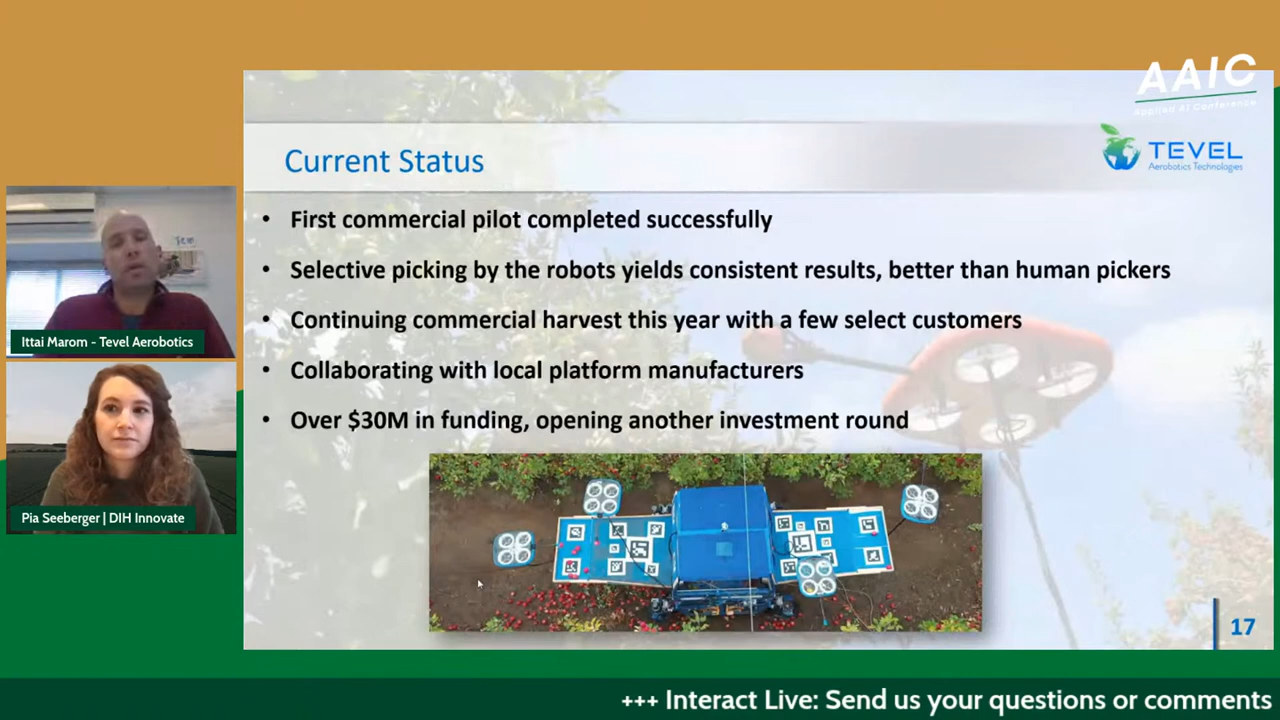 AAIC
Applied AI Conference
TEVEL
Aerobotics Technologies
Current Status
• First commercial pilot completed successfully
• Selective picking by the robots yields consistent results, better than human pickers
• Continuing commercial harvest this year with a few select customers
• Collaborating with local platform manufacturers
• Over $30M in funding, opening another investment round
Ittai Marom - Tevel Aerobotics
Pia Seeberger | DIH Innovate
17
+++ Interact Live: Send us your questions or comments